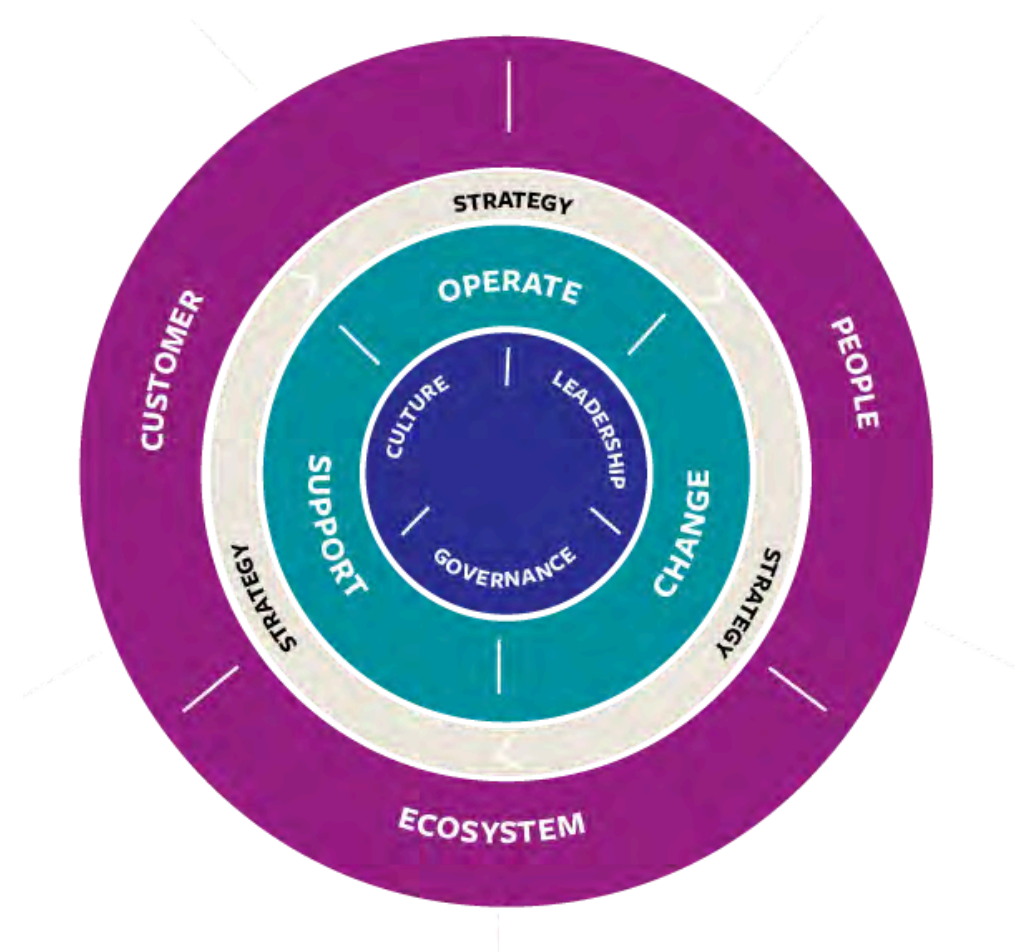 STRATEGY
OPERATE
CUSTOMER
PEOPLE
CULTURE
LEADERSHIP
SUPPORT
CHANGE
GOVERNANCE
STRATEGY
STRATEGY
ECOSYSTEM